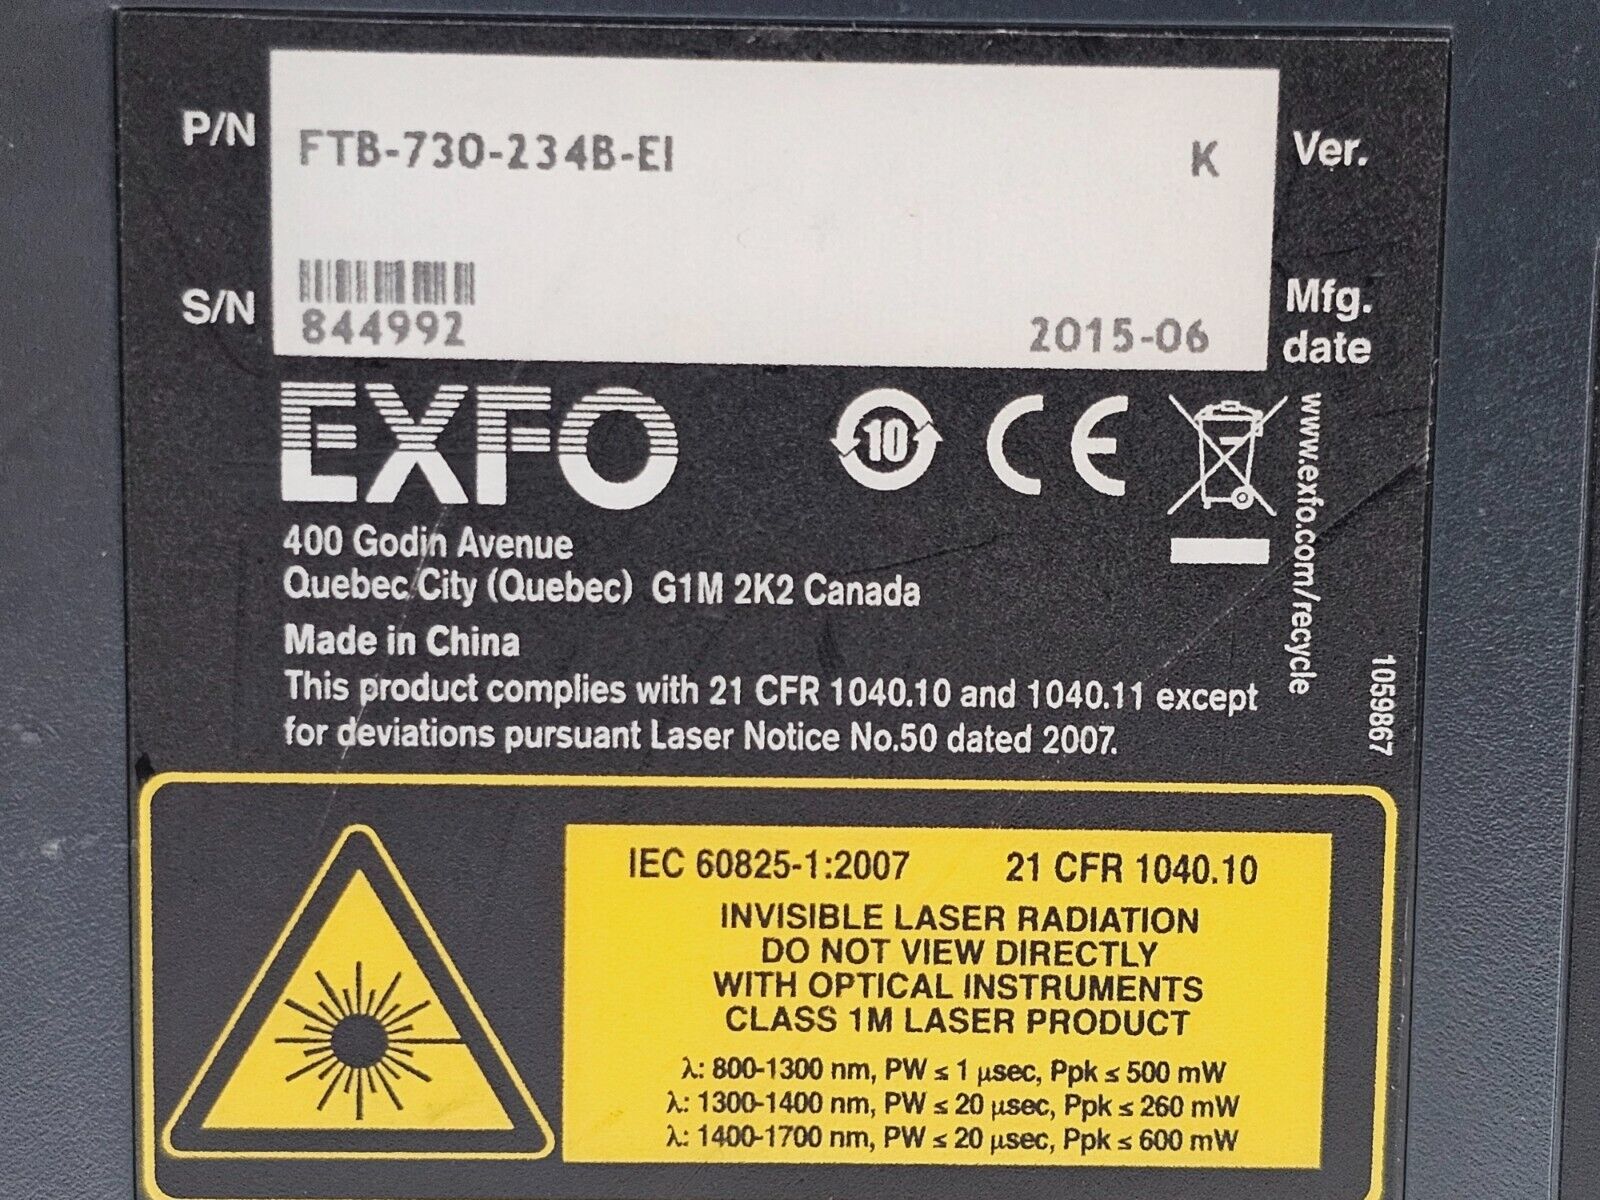 P/N FTB-730-234B-EI K Ver.
S/N 844992 2015-06 Mfg. date
EXFO
10
CE
www.exfo.com/recycle
400 Godin Avenue
Quebec City (Quebec) G1M 2K2 Canada
Made in China
This product complies with 21 CFR 1040.10 and 1040.11 except
for deviations pursuant Laser Notice No.50 dated 2007.
1059867
IEC 60825-1:2007 21 CFR 1040.10
INVISIBLE LASER RADIATION
DO NOT VIEW DIRECTLY
WITH OPTICAL INSTRUMENTS
CLASS 1M LASER PRODUCT
λ: 800-1300 nm, PW ≤ 1 μsec, Ppk ≤ 500 mW
λ: 1300-1400 nm, PW ≤ 20 μsec, Ppk ≤ 260 mW
λ: 1400-1700 nm, PW ≤ 20 μsec, Ppk ≤ 600 mW